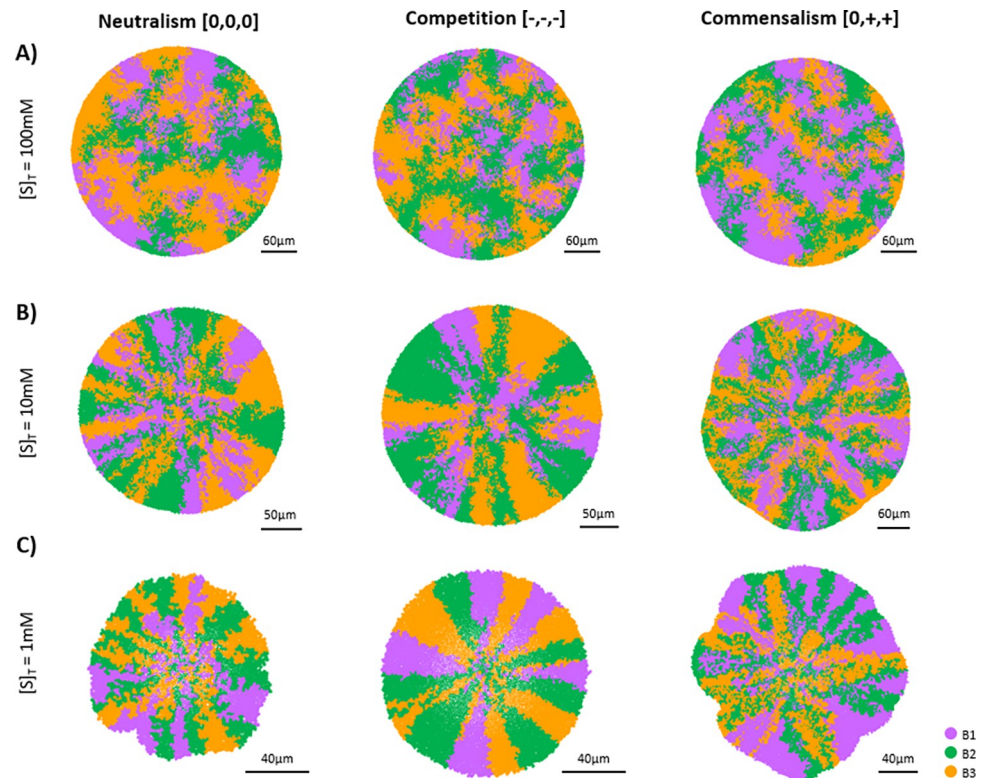 Neutralism [0,0,0]
Competition [-,-,-]
Commensalism [0,+,+]
A)
[S]T = 100mM
60µm
60µm
60µm
B)
[S]T = 10mM
50µm
50µm
60µm
C)
[S]T = 1mM
40µm
40µm
40µm
B1
B2
B3